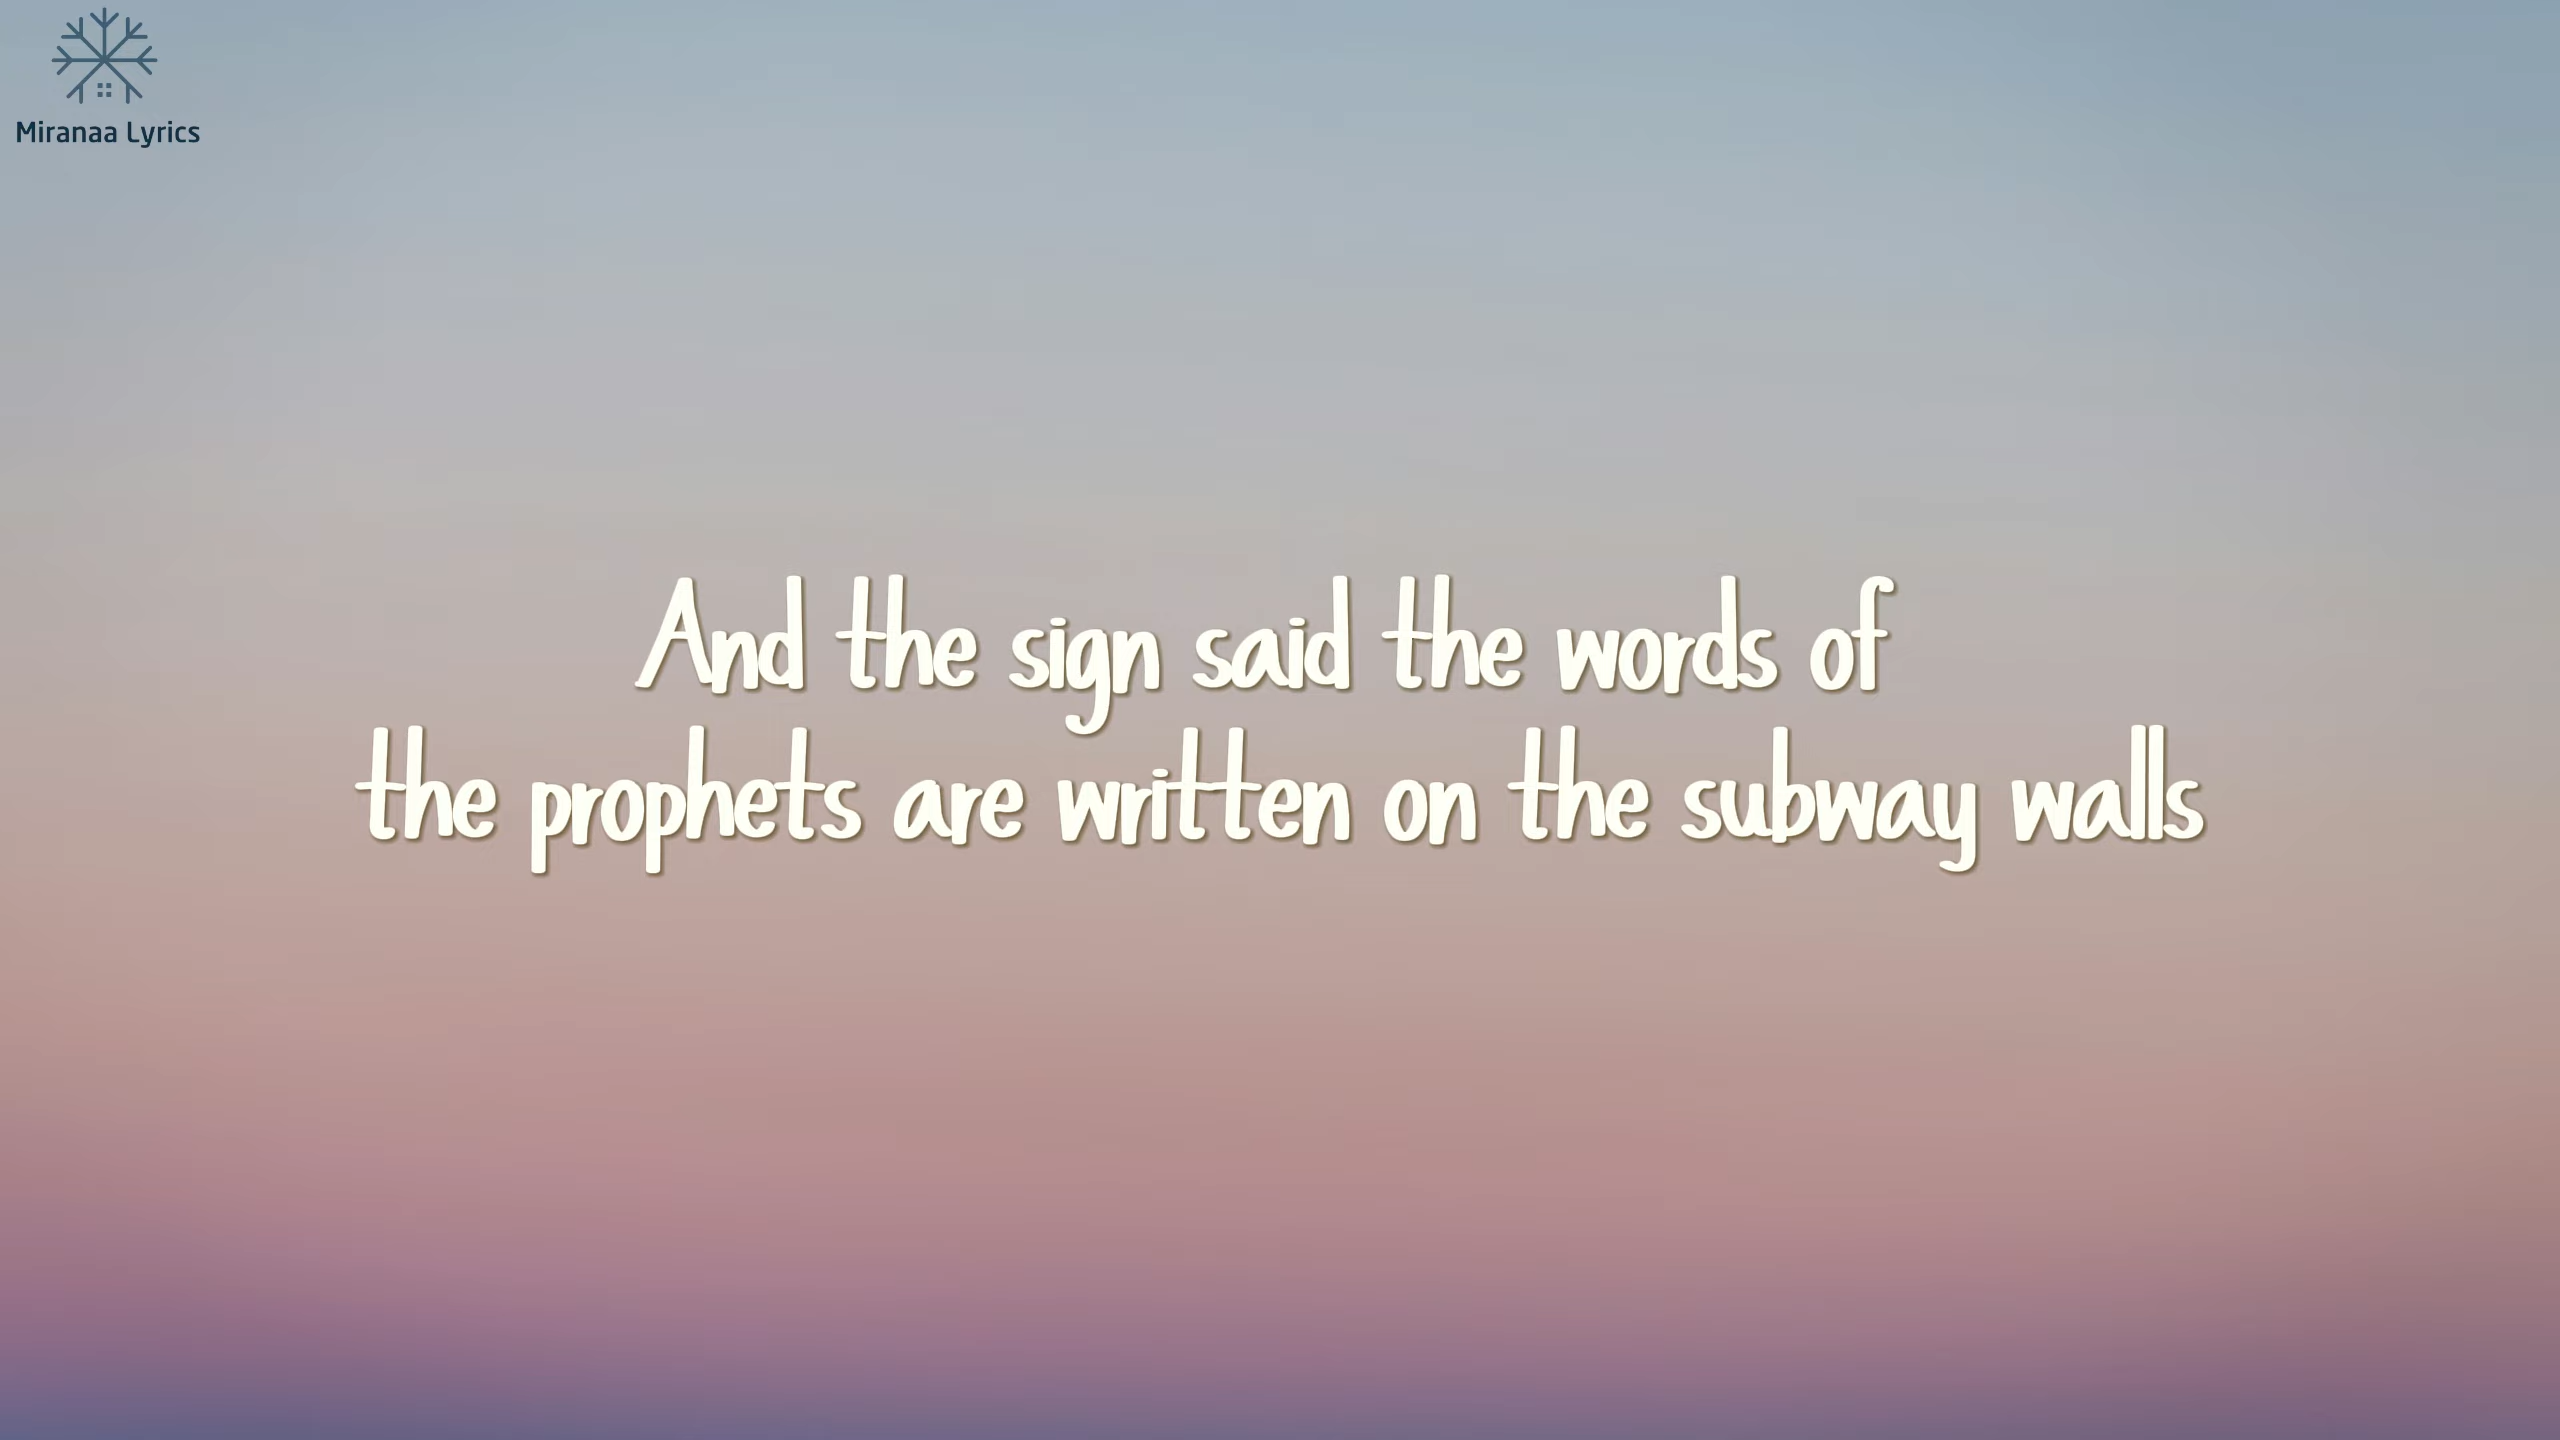 Miranaa Lyrics
And the sign said the words of
the prophets are written on the subway walls